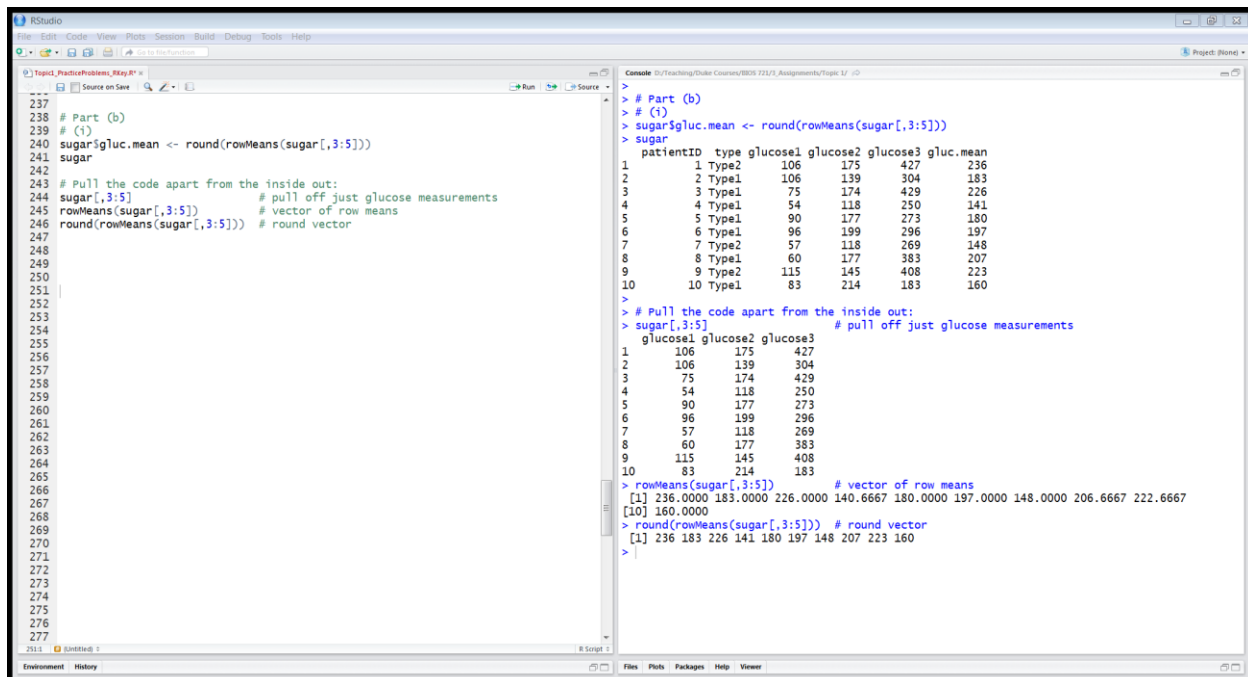 RStudio
File Edit Code View Plots Session Build Debug Tools Help
Go to file/function
Project: (None)
Topic1_PracticeProblems_RKey.R*
Source on Save
Run
Source
237
238 # Part (b)
239 # (i)
240 sugar$gluc.mean <- round(rowMeans(sugar[,3:5]))
241 sugar
242
243 # Pull the code apart from the inside out:
244 sugar[,3:5] # pull off just glucose measurements
245 rowMeans(sugar[,3:5]) # vector of row means
246 round(rowMeans(sugar[,3:5])) # round vector
247
248
249
250
251
252
253
254
255
256
257
258
259
260
261
262
263
264
265
266
267
268
269
270
271
272
273
274
275
276
277
251:1 (Untitled) R Script
Environment History
Console D:/Teaching/Duke Courses/BIOS 721/3_Assignments/Topic 1/
>
> # Part (b)
> # (i)
> sugar$gluc.mean <- round(rowMeans(sugar[,3:5]))
> sugar
patientID type glucose1 glucose2 glucose3 gluc.mean
1 1 Type2 106 175 427 236
2 2 Type1 106 139 304 183
3 3 Type1 75 174 429 226
4 4 Type1 54 118 250 141
5 5 Type1 90 177 273 180
6 6 Type1 96 199 296 197
7 7 Type2 57 118 269 148
8 8 Type1 60 177 383 207
9 9 Type2 115 145 408 223
10 10 Type1 83 214 183 160
>
> # Pull the code apart from the inside out:
> sugar[,3:5] # pull off just glucose measurements
glucose1 glucose2 glucose3
1 106 175 427
2 106 139 304
3 75 174 429
4 54 118 250
5 90 177 273
6 96 199 296
7 57 118 269
8 60 177 383
9 115 145 408
10 83 214 183
> rowMeans(sugar[,3:5]) # vector of row means
[1] 236.0000 183.0000 226.0000 140.6667 180.0000 197.0000 148.0000 206.6667 222.6667
[10] 160.0000
> round(rowMeans(sugar[,3:5])) # round vector
[1] 236 183 226 141 180 197 148 207 223 160
>
Files Plots Packages Help Viewer